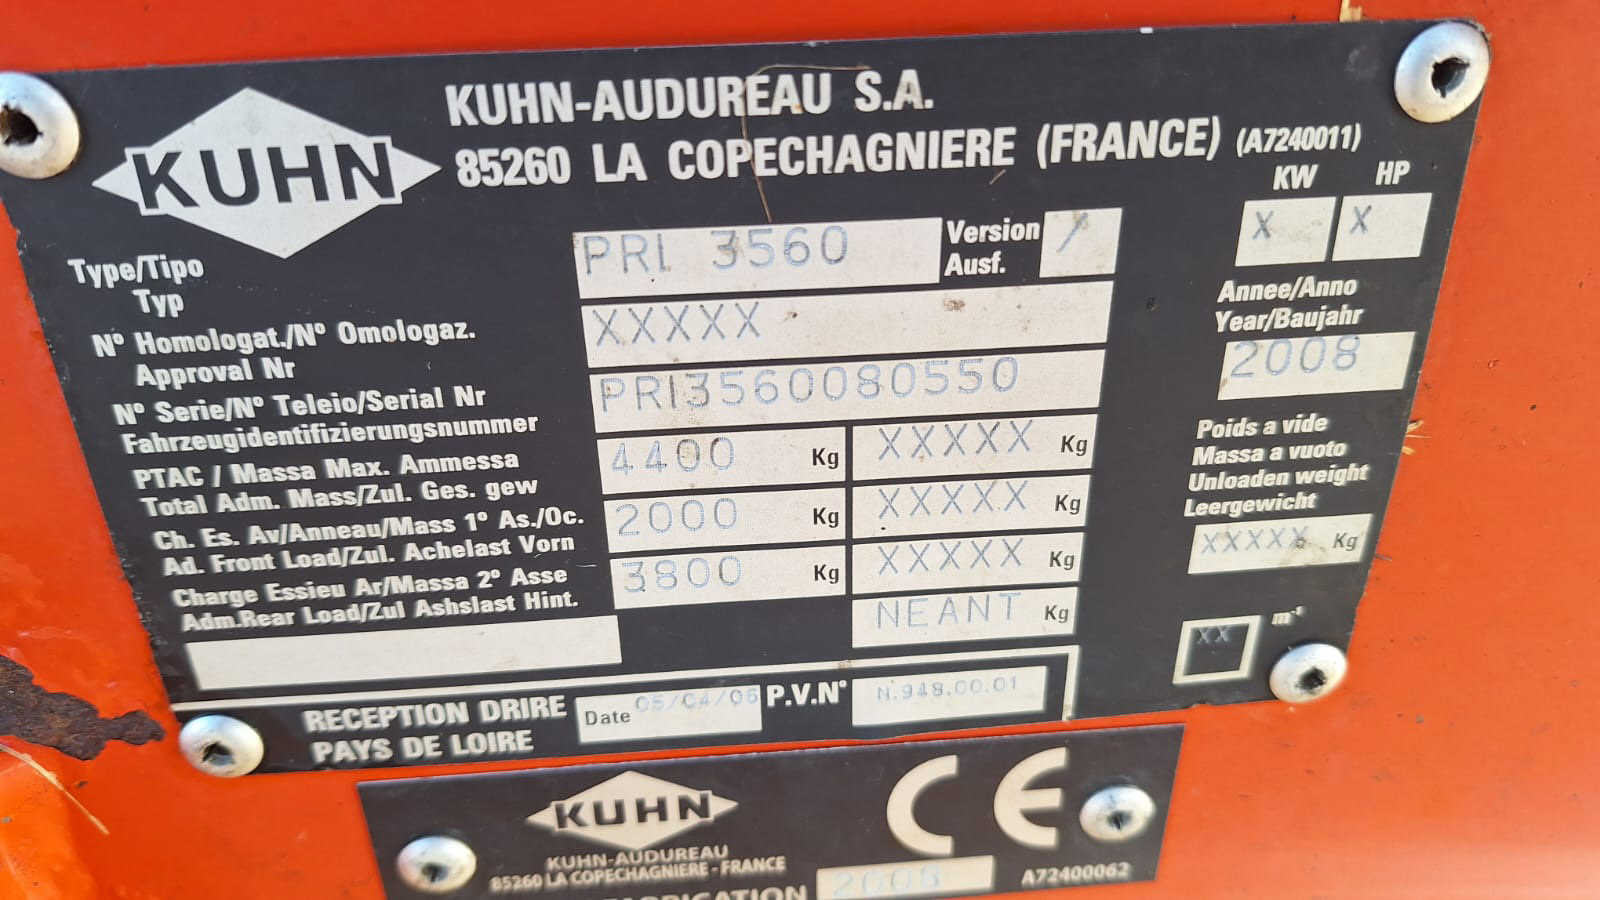 KUHN
KUHN-AUDUREAU S.A.
85260 LA COPECHAGNIERE (FRANCE) (A7240011)
KW HP
Type/Tipo
Typ
PRL 3560
Version
Ausf.
/
X X
N° Homologat./N° Omologaz.
Approval Nr
XXXXX
Annee/Anno
Year/Baujahr
2008
N° Serie/N° Teleio/Serial Nr
Fahrzeugidentifizierungsnummer
PRI3560080550
PTAC / Massa Max. Ammessa
Total Adm. Mass/Zul. Ges. gew
4400 Kg XXXXX Kg
Poids a vide
Massa a vuoto
Unloaden weight
Leergewicht
XXXXX Kg
Ch. Es. Av/Anneau/Mass 1° As./Oc.
Ad. Front Load/Zul. Achelast Vorn
2000 Kg XXXXX Kg
Charge Essieu Ar/Massa 2° Asse
Adm.Rear Load/Zul Ashslast Hint.
3800 Kg XXXXX Kg
NEANT Kg
XX m⁻¹
RECEPTION DRIRE
PAYS DE LOIRE
Date 05/04/06 P.V.N° N.948.00.01
KUHN
KUHN-AUDUREAU
85260 LA COPECHAGNIERE - FRANCE
CE
2008
A72400062